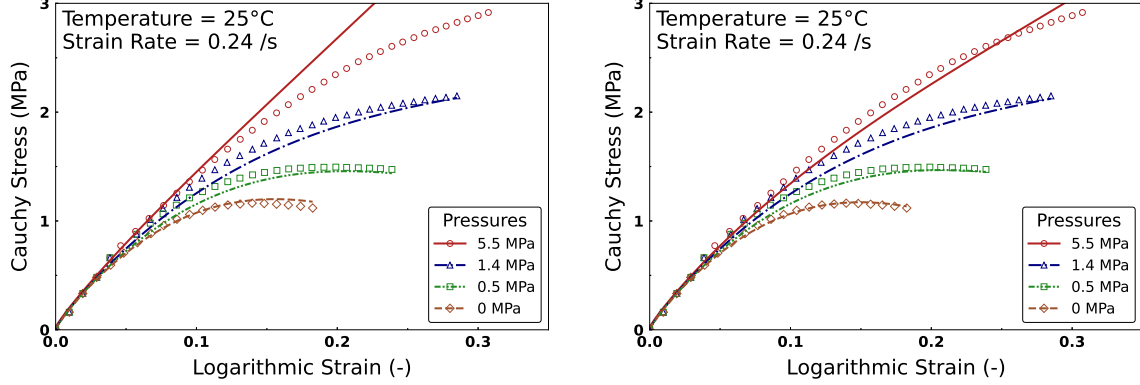 Temperature = 25°C
Strain Rate = 0.24 /s
Cauchy Stress (MPa)
3
2
1
0
0.0 0.1 0.2 0.3
Logarithmic Strain (-)
Pressures
5.5 MPa
1.4 MPa
0.5 MPa
0 MPa
Temperature = 25°C
Strain Rate = 0.24 /s
Cauchy Stress (MPa)
3
2
1
0
0.0 0.1 0.2 0.3
Logarithmic Strain (-)
Pressures
5.5 MPa
1.4 MPa
0.5 MPa
0 MPa